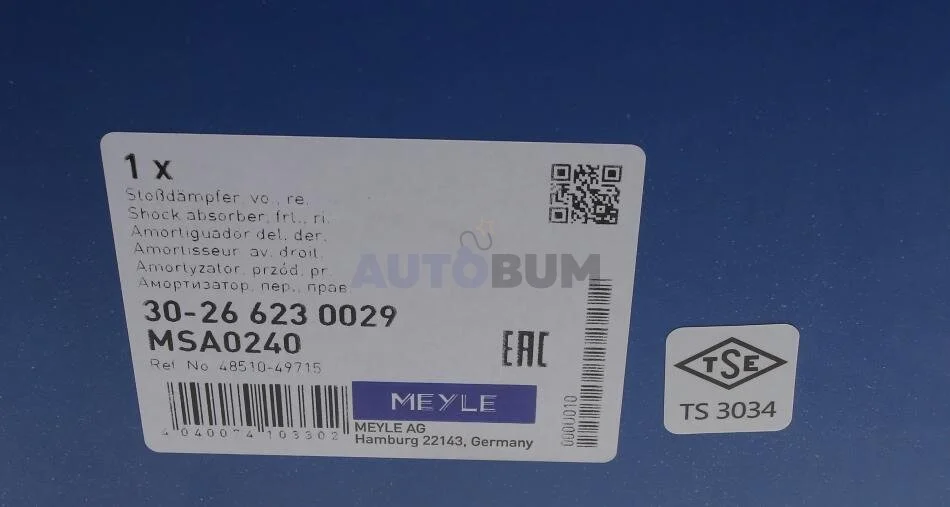 1 x
Stoßdämpfer, vo., re.
Shock absorber, frt., ri.
Amortiguador del. der.
Amortisseur av. droit.
Amortyzator, przód, pr.
Амортизатор, пер., прав.
AUTOBUM
30-26 623 0029
MSA0240
EAC
Ref. No. 48510-49715
MEYLE
4 040074 103302
MEYLE AG
Hamburg 22143, Germany
TSE
TS 3034